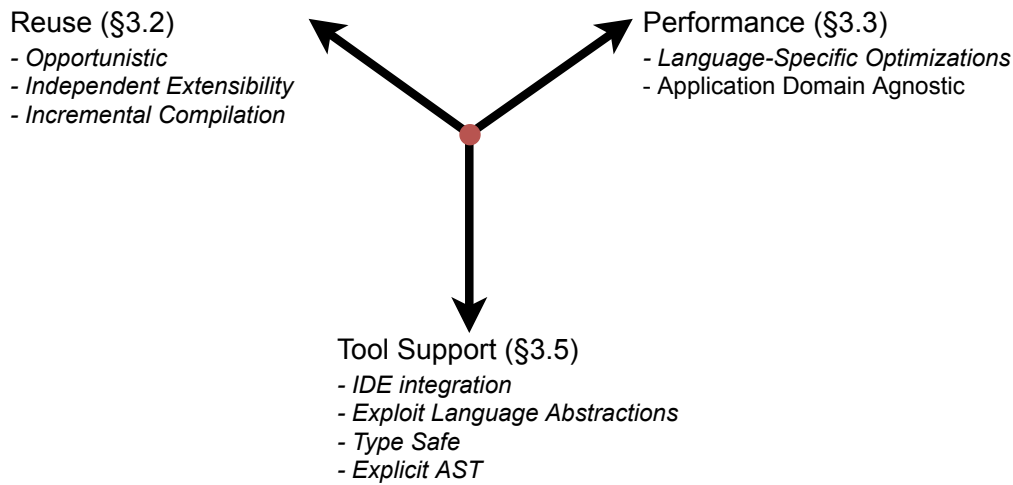 Reuse (§3.2)
- Opportunistic
- Independent Extensibility
- Incremental Compilation
Performance (§3.3)
- Language-Specific Optimizations
- Application Domain Agnostic
Tool Support (§3.5)
- IDE integration
- Exploit Language Abstractions
- Type Safe
- Explicit AST